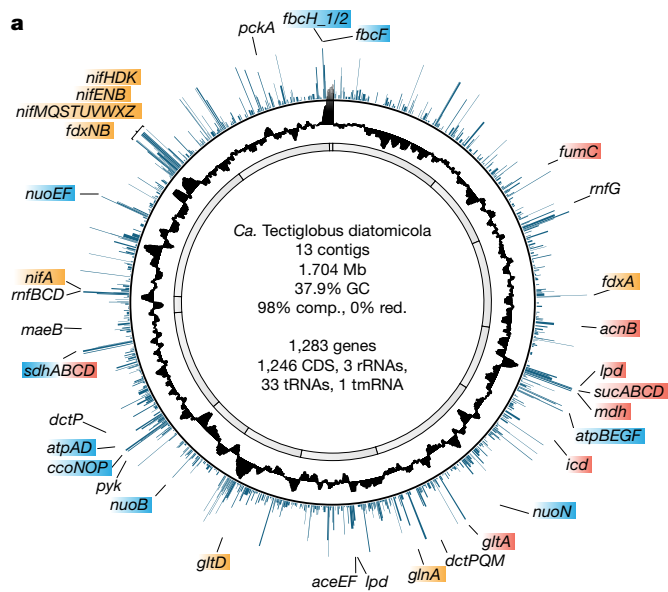 a
pckA
fbcH_1/2
fbcF
nifHDK
nifENB
nifMQSTUVWXZ
fdxNB
nuoEF
nifA
rnfBCD
maeB
sdhABCD
dctP
atpAD
ccoNOP
pyk
nuoB
gltD
aceEF
lpd
glnA
dctPQM
gltA
nuoN
icd
atpBEGF
mdh
sucABCD
lpd
acnB
fdxA
rnfG
fumC
Ca. Tectiglobus diatomicola
13 contigs
1.704 Mb
37.9% GC
98% comp., 0% red.
1,283 genes
1,246 CDS, 3 rRNAs,
33 tRNAs, 1 tmRNA